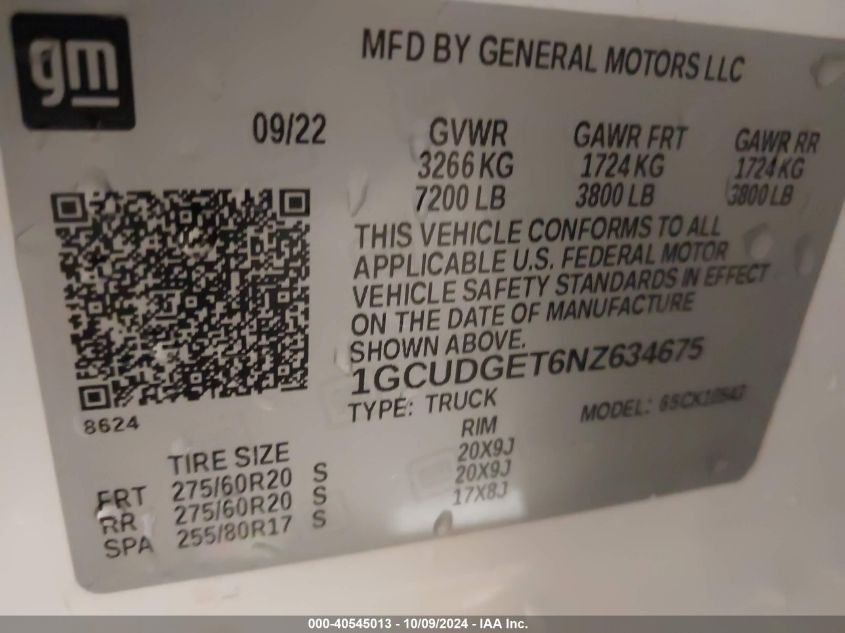 gm
MFD BY GENERAL MOTORS LLC
09/22 GVWR GAWR FRT GAWR RR
3266 KG 1724 KG 1724 KG
7200 LB 3800 LB 3800 LB
THIS VEHICLE CONFORMS TO ALL
APPLICABLE U.S. FEDERAL MOTOR
VEHICLE SAFETY STANDARDS IN EFFECT
ON THE DATE OF MANUFACTURE
SHOWN ABOVE.
1GCUDGET6NZ634675
TYPE: TRUCK MODEL:
8624
TIRE SIZE RIM
FRT 275/60R20 S 20X9J
RR 275/60R20 S 20X9J
SPA 255/80R17 S 17X8J
000-40545013 - 10/09/2024 - IAA Inc.